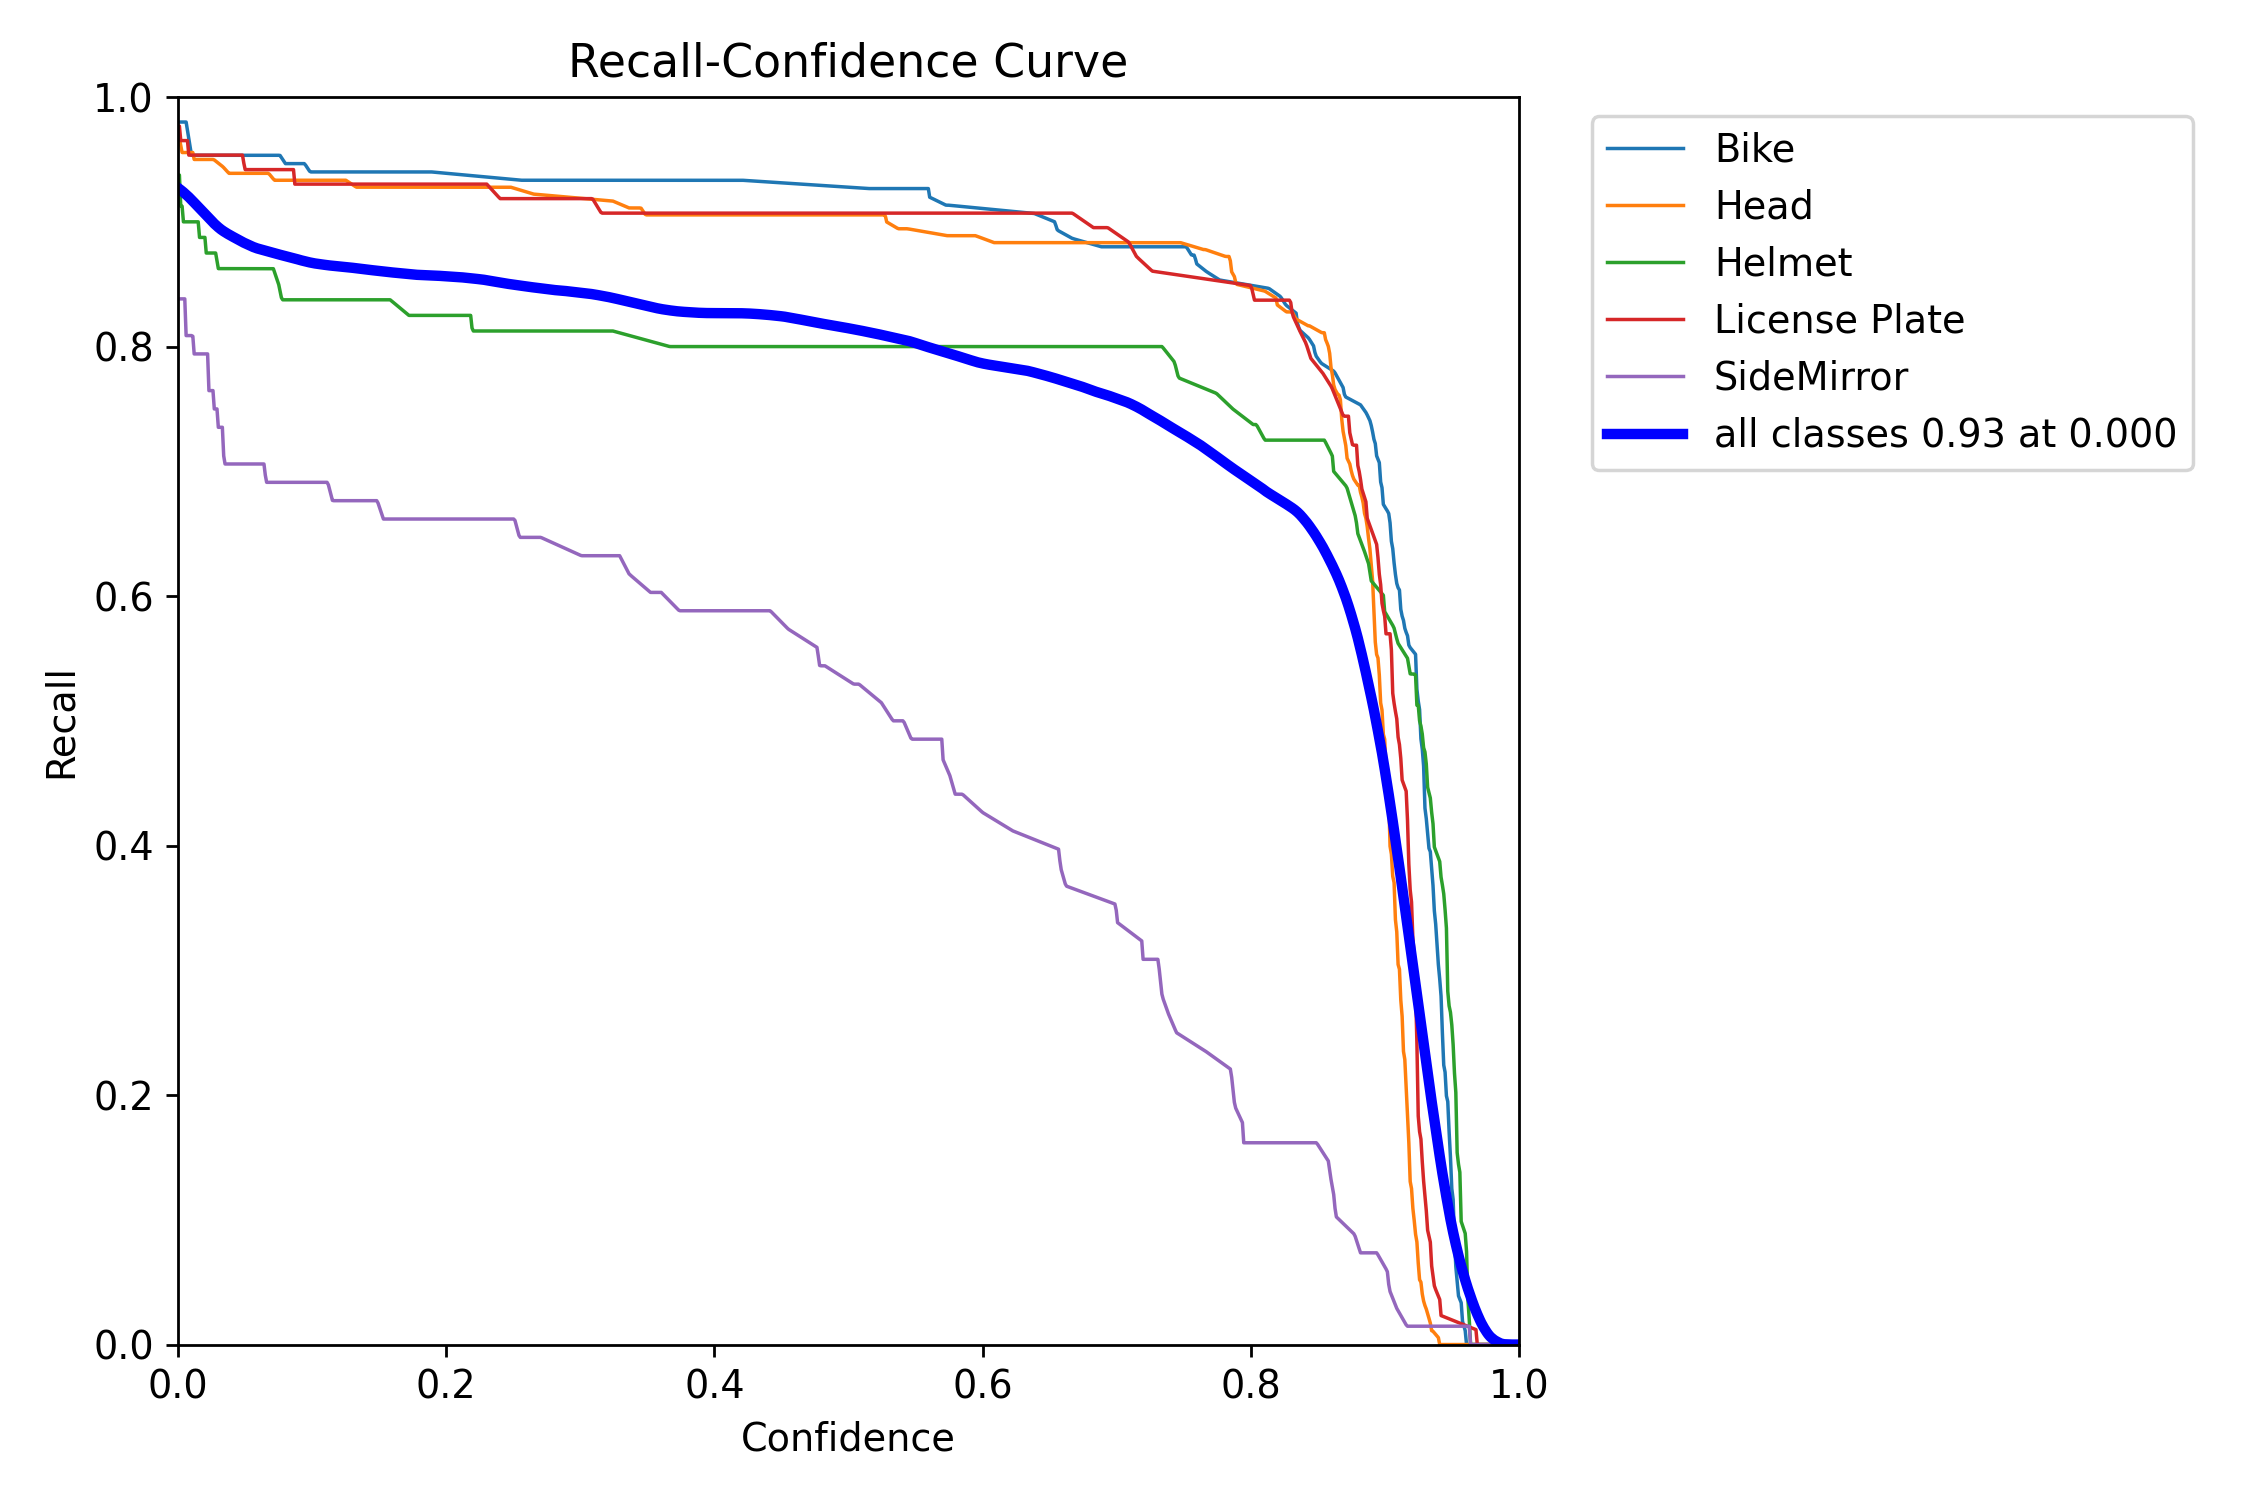 Recall-Confidence Curve
1.0
0.8
0.6
0.4
0.2
0.0
Recall
0.0 0.2 0.4 0.6 0.8 1.0
Confidence
Bike
Head
Helmet
License Plate
SideMirror
all classes 0.93 at 0.000